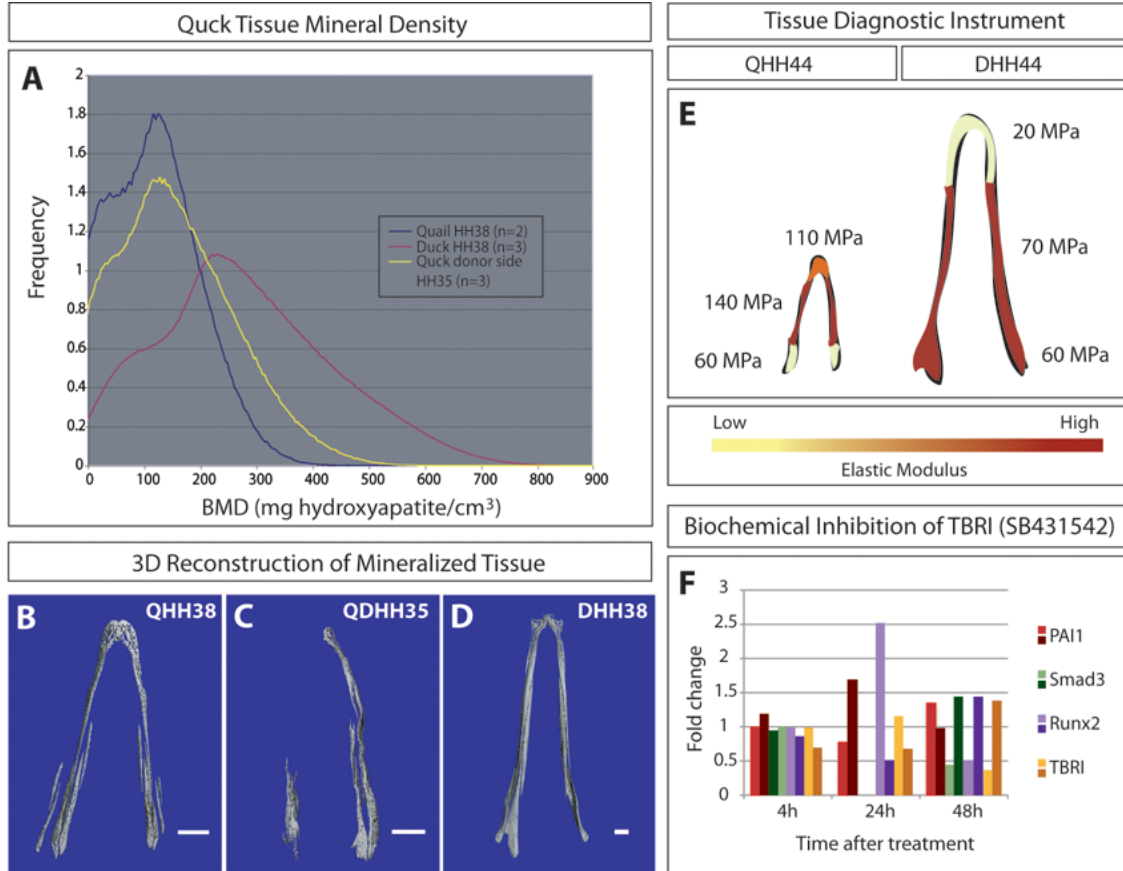 Quck Tissue Mineral Density
A
2
1.8
1.6
1.4
1.2
1
0.8
0.6
0.4
0.2
0
Frequency
Quail HH38 (n=2)
Duck HH38 (n=3)
Quck donor side
HH35 (n=3)
0 100 200 300 400 500 600 700 800 900
BMD (mg hydroxyapatite/cm³)
3D Reconstruction of Mineralized Tissue
B QHH38
C QDHH35
D DHH38
Tissue Diagnostic Instrument
QHH44 DHH44
E
20 MPa
110 MPa
70 MPa
140 MPa
60 MPa
60 MPa
Low High
Elastic Modulus
Biochemical Inhibition of TBRI (SB431542)
F
3
2.5
2
1.5
1
0.5
0
Fold change
4h 24h 48h
Time after treatment
PAI1
Smad3
Runx2
TBRI